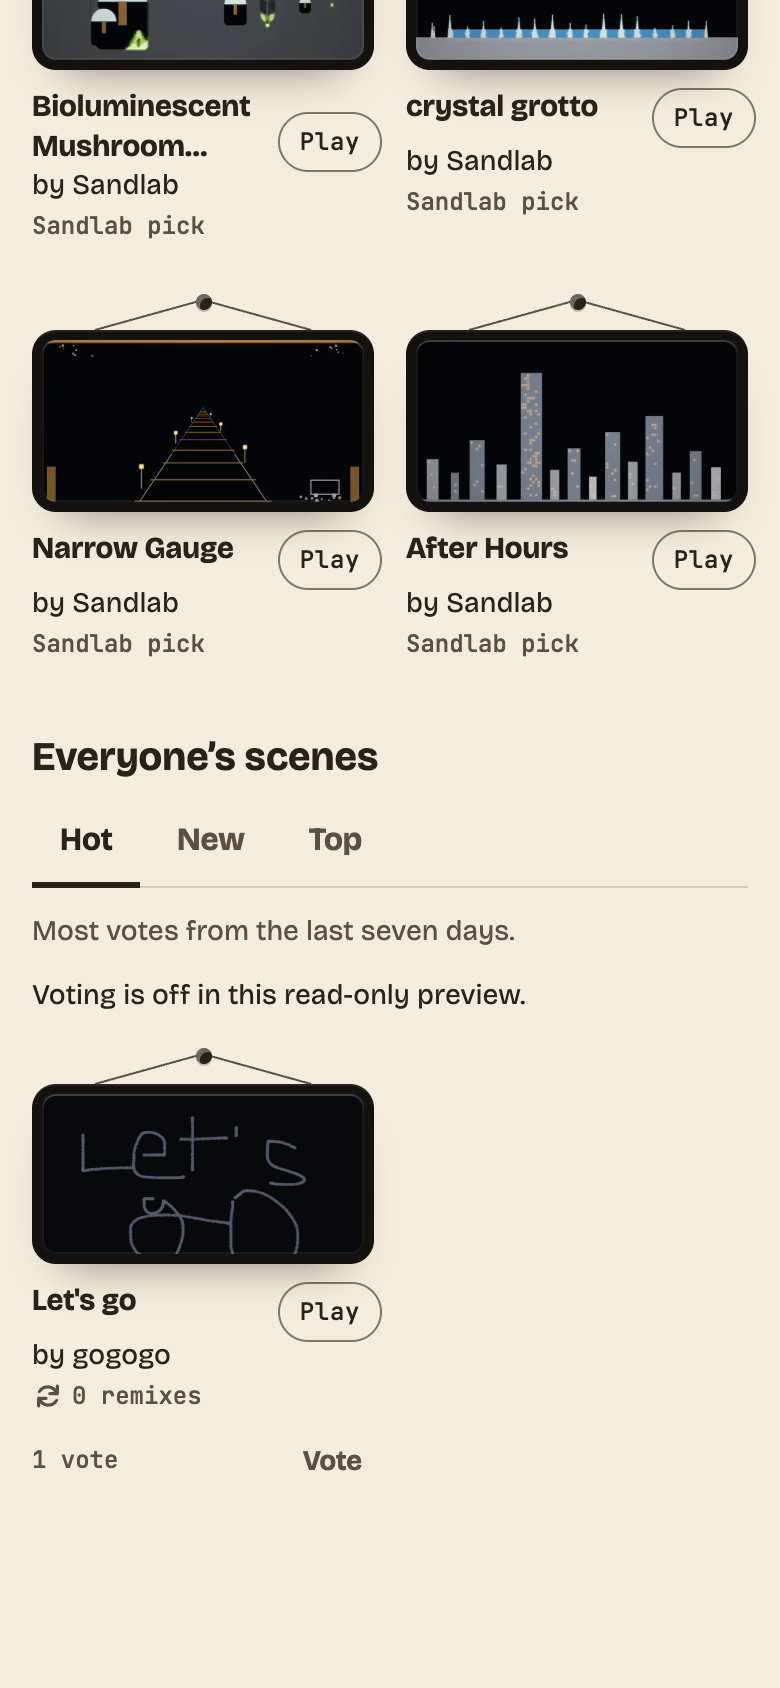 Bioluminescent
Mushroom...
Play
by Sandlab
Sandlab pick
crystal grotto
Play
by Sandlab
Sandlab pick
Narrow Gauge
Play
by Sandlab
Sandlab pick
After Hours
Play
by Sandlab
Sandlab pick
Everyone's scenes
Hot New Top
Most votes from the last seven days.
Voting is off in this read-only preview.
Let's
go
Let's go
Play
by gogogo
0 remixes
1 vote
Vote